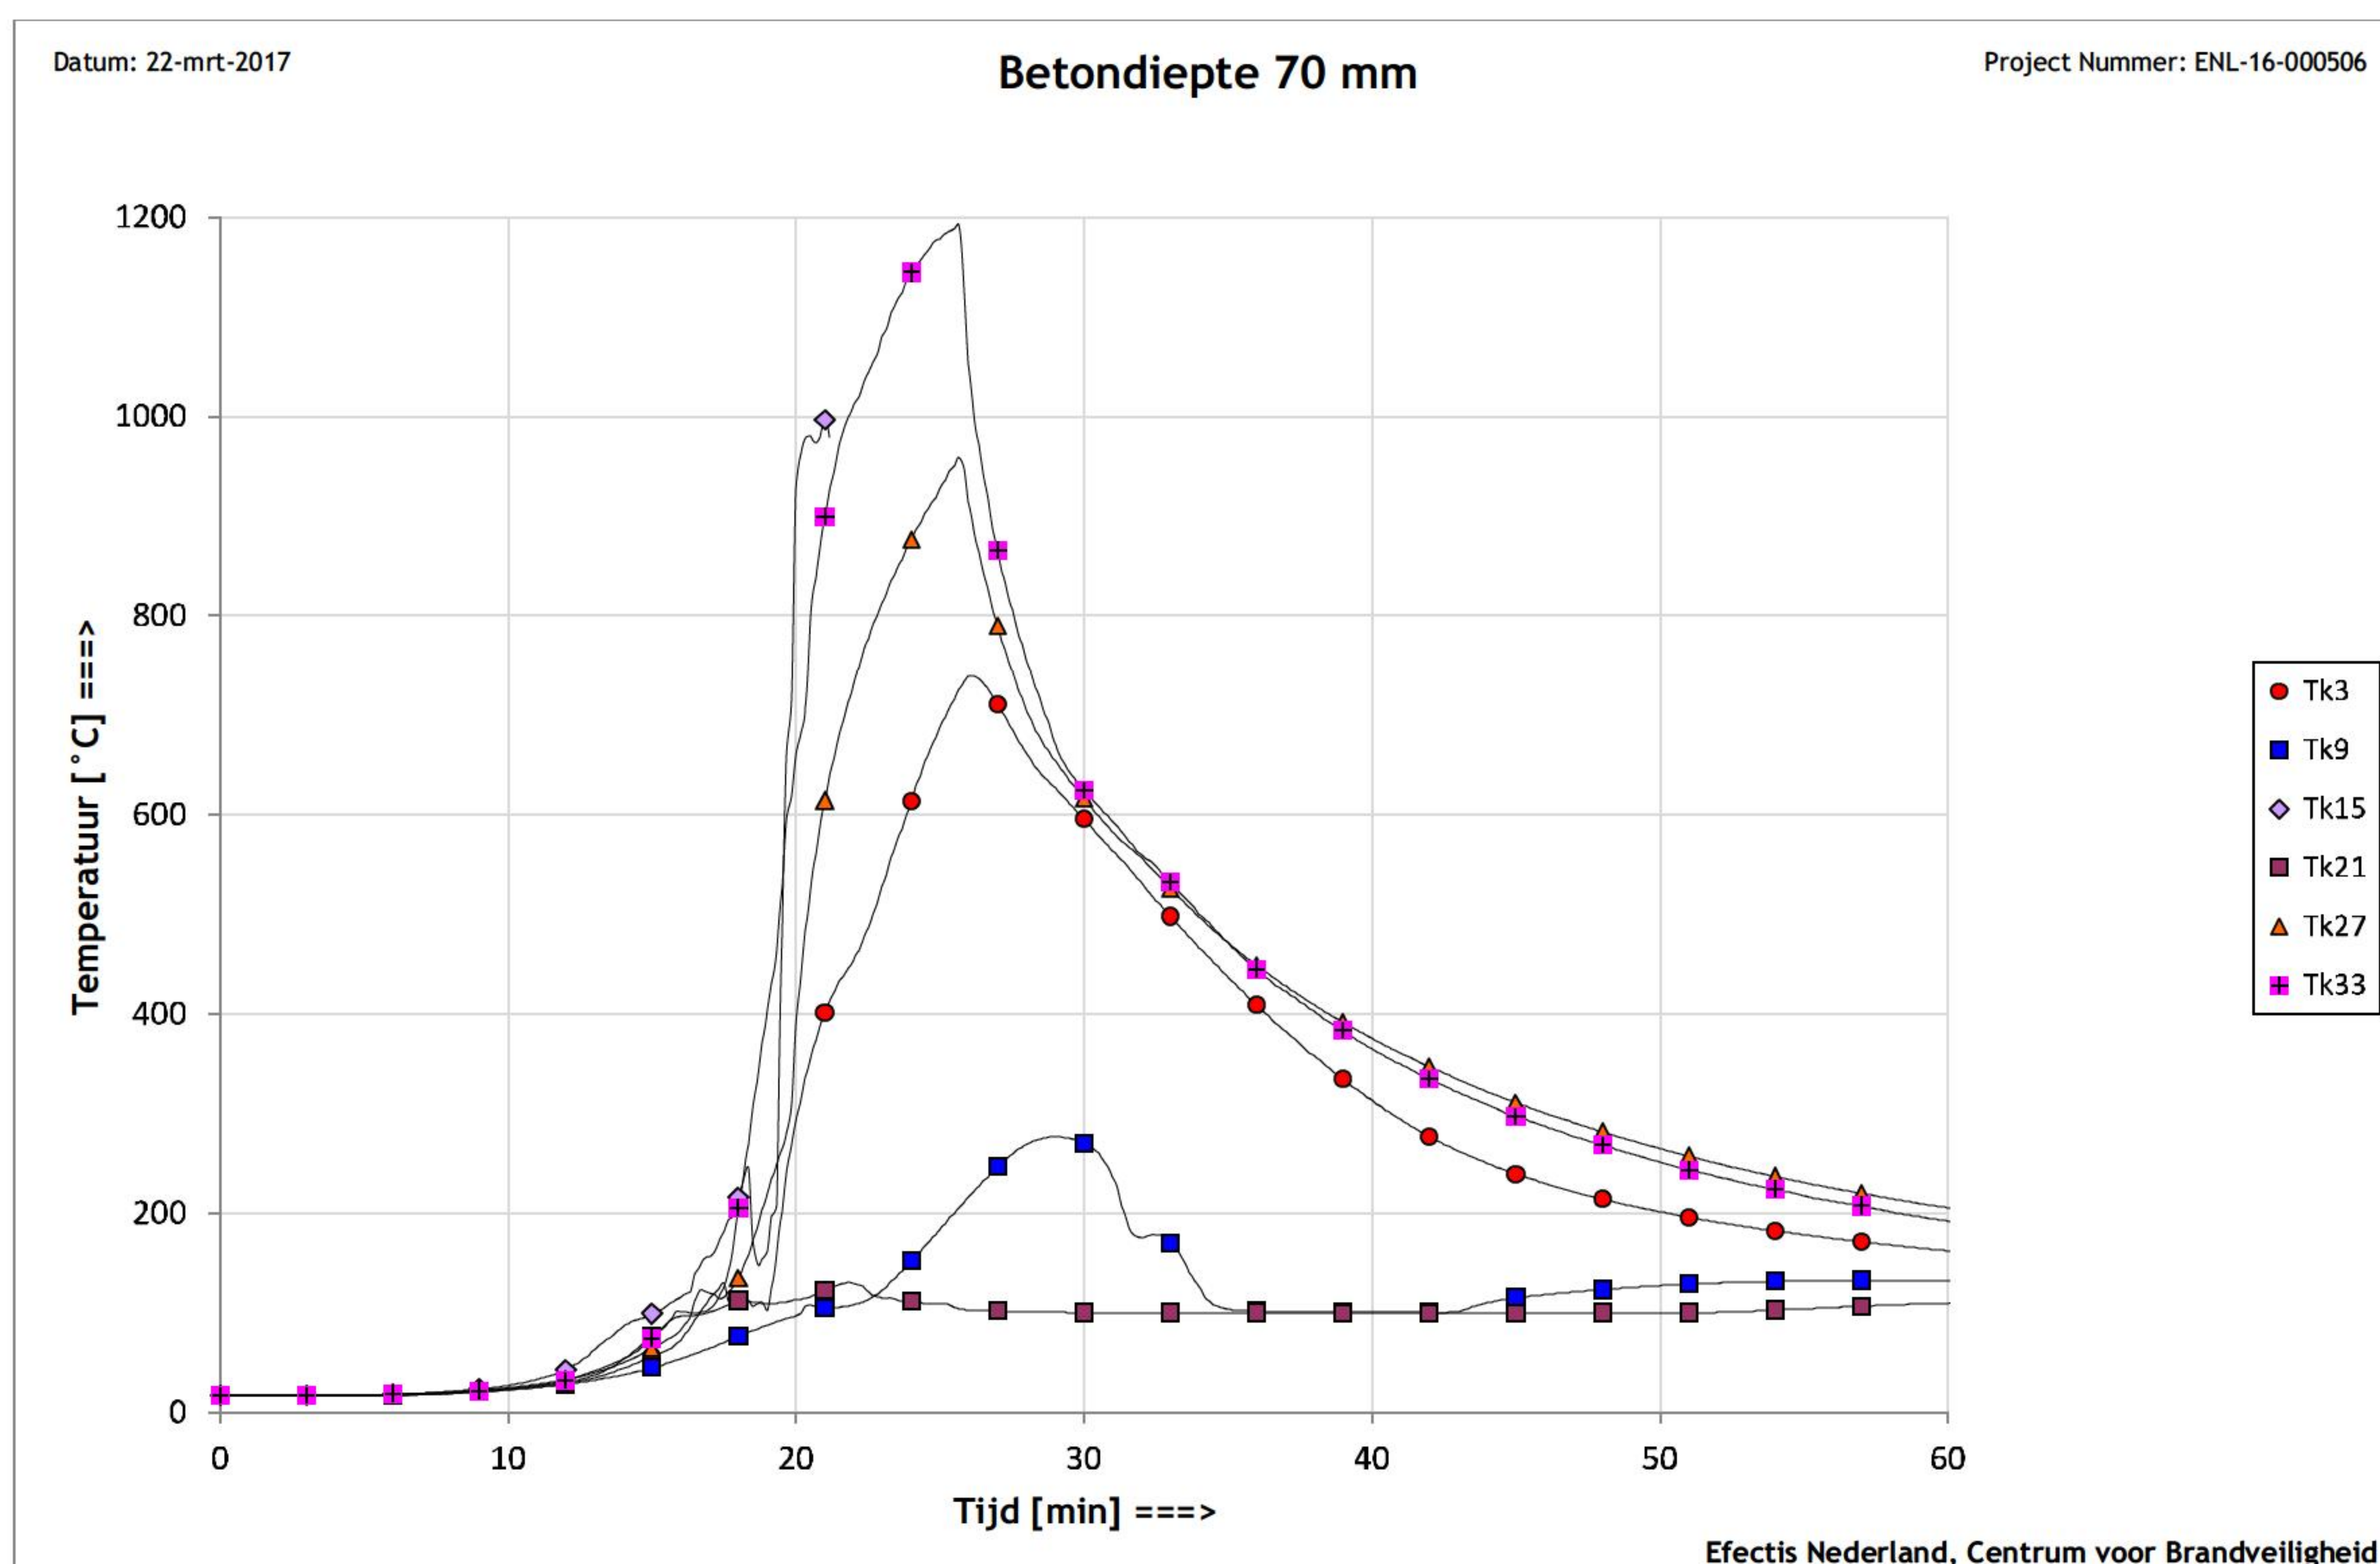 Datum: 22-mrt-2017
Betondiepte 70 mm
Project Nummer: ENL-16-000506
1200
1000
800
600
400
200
0
Temperatuur [°C] ===>
0 10 20 30 40 50 60
Tijd [min] ===>
Tk3
Tk9
Tk15
Tk21
Tk27
Tk33
Efectis Nederland, Centrum voor Brandveiligheid